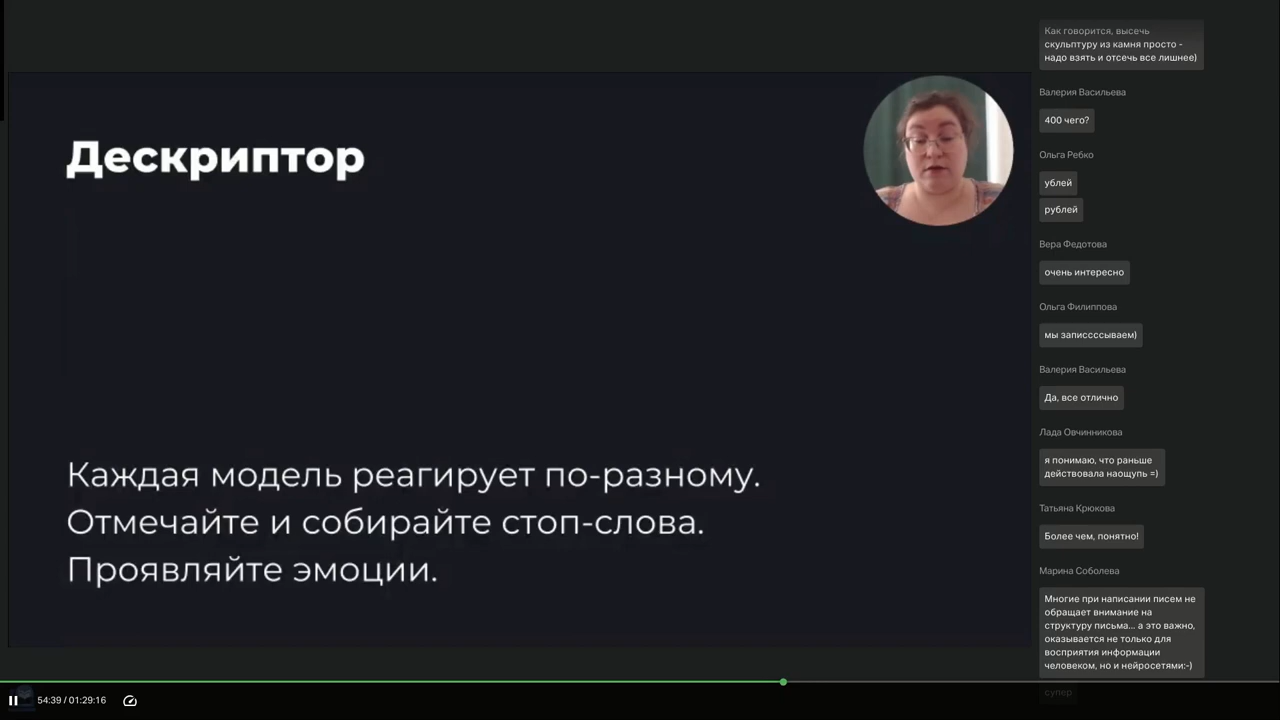 Дескриптор
Каждая модель реагирует по-разному.
Отмечайте и собирайте стоп-слова.
Проявляйте эмоции.
Как говорится, высечь
скульптуру из камня просто -
надо взять и отсечь все лишнее)
Валерия Васильева
400 чего?
Ольга Ребко
ублей
рублей
Вера Федотова
очень интересно
Ольга Филиппова
мы записсссываем)
Валерия Васильева
Да, все отлично
Лада Овчинникова
я понимаю, что раньше
действовала наощупь =)
Татьяна Крюкова
Более чем, понятно!
Марина Соболева
Многие при написании писем не
обращает внимание на
структуру письма... а это важно,
оказывается не только для
восприятия информации
человеком, но и нейросетями:-)
супер
54:39 / 01:29:16